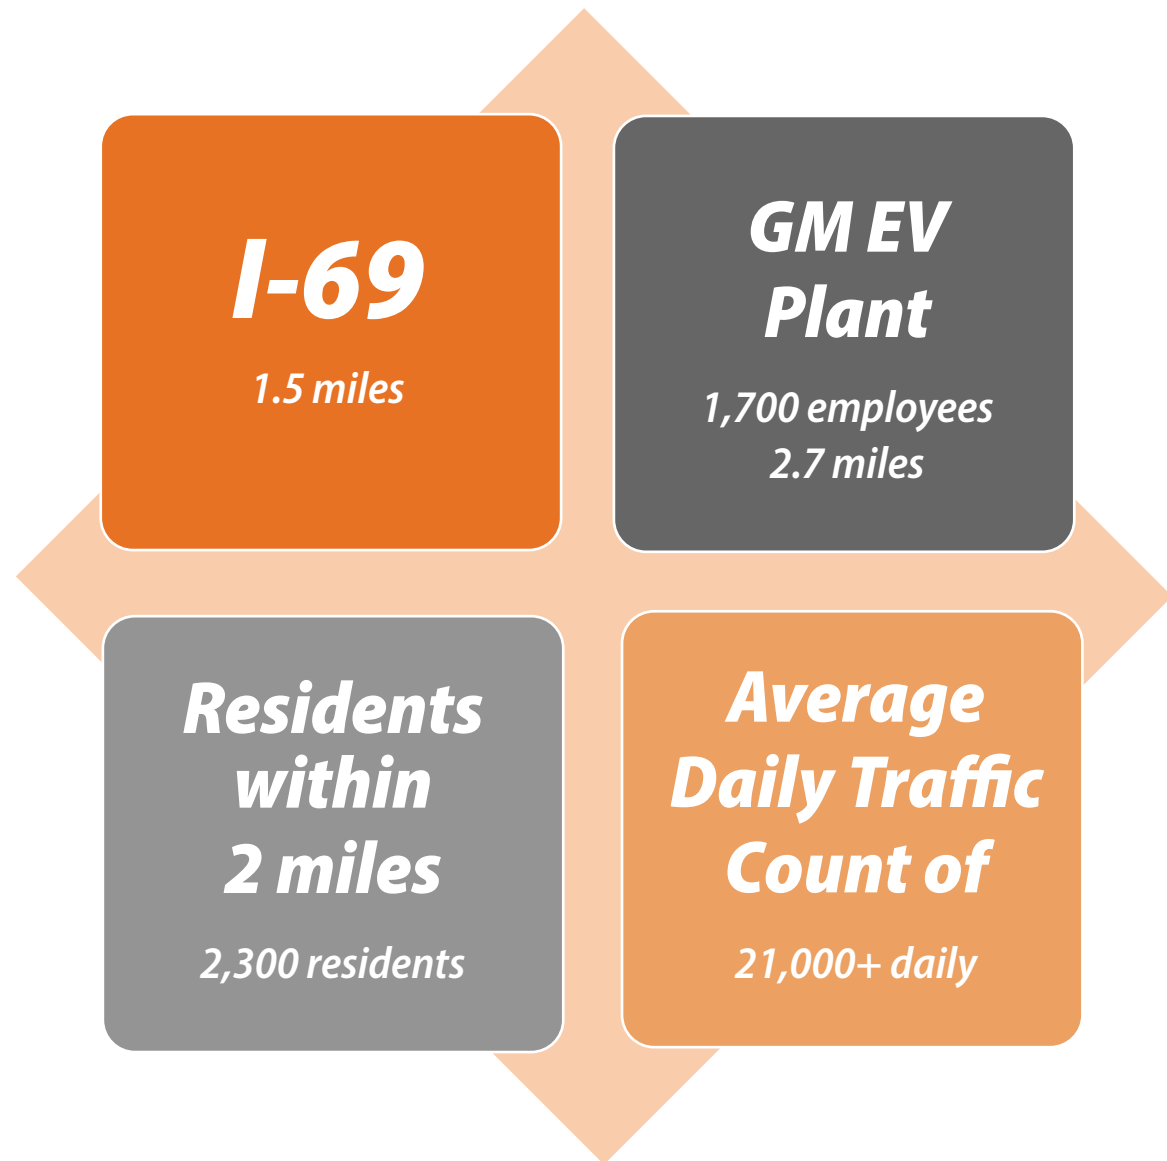 I-69
1.5 miles
GM EV
Plant
1,700 employees
2.7 miles
Residents
within
2 miles
2,300 residents
Average
Daily Traffic
Count of
21,000+ daily